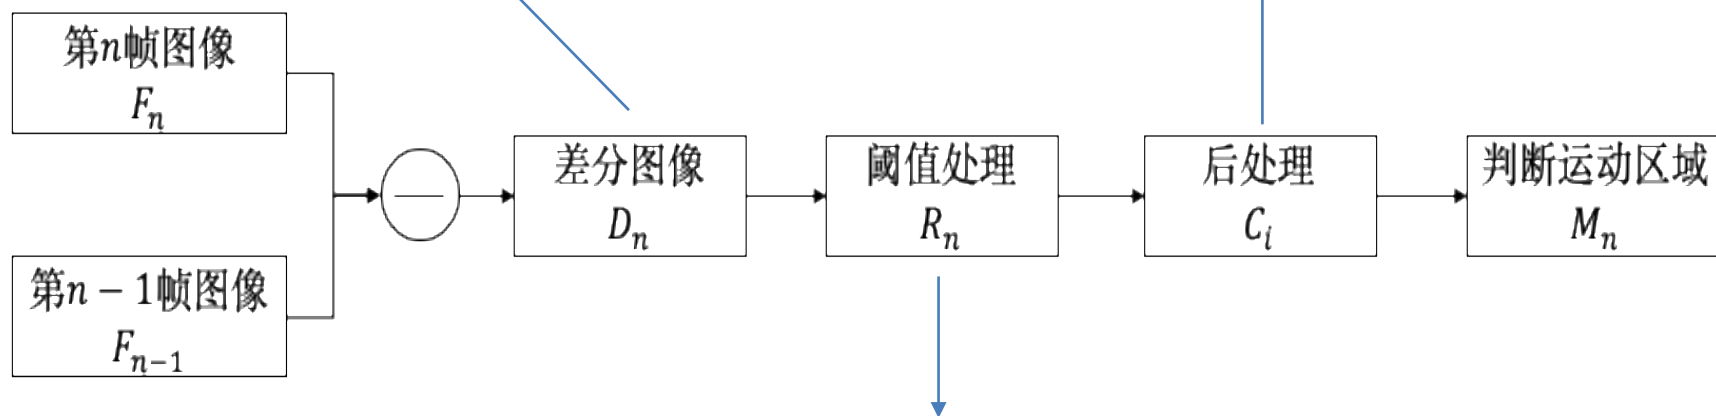 第n帧图像
Fₙ
第n − 1帧图像
Fₙ₋₁
—
差分图像
Dₙ
阈值处理
Rₙ
后处理
Cᵢ
判断运动区域
Mₙ